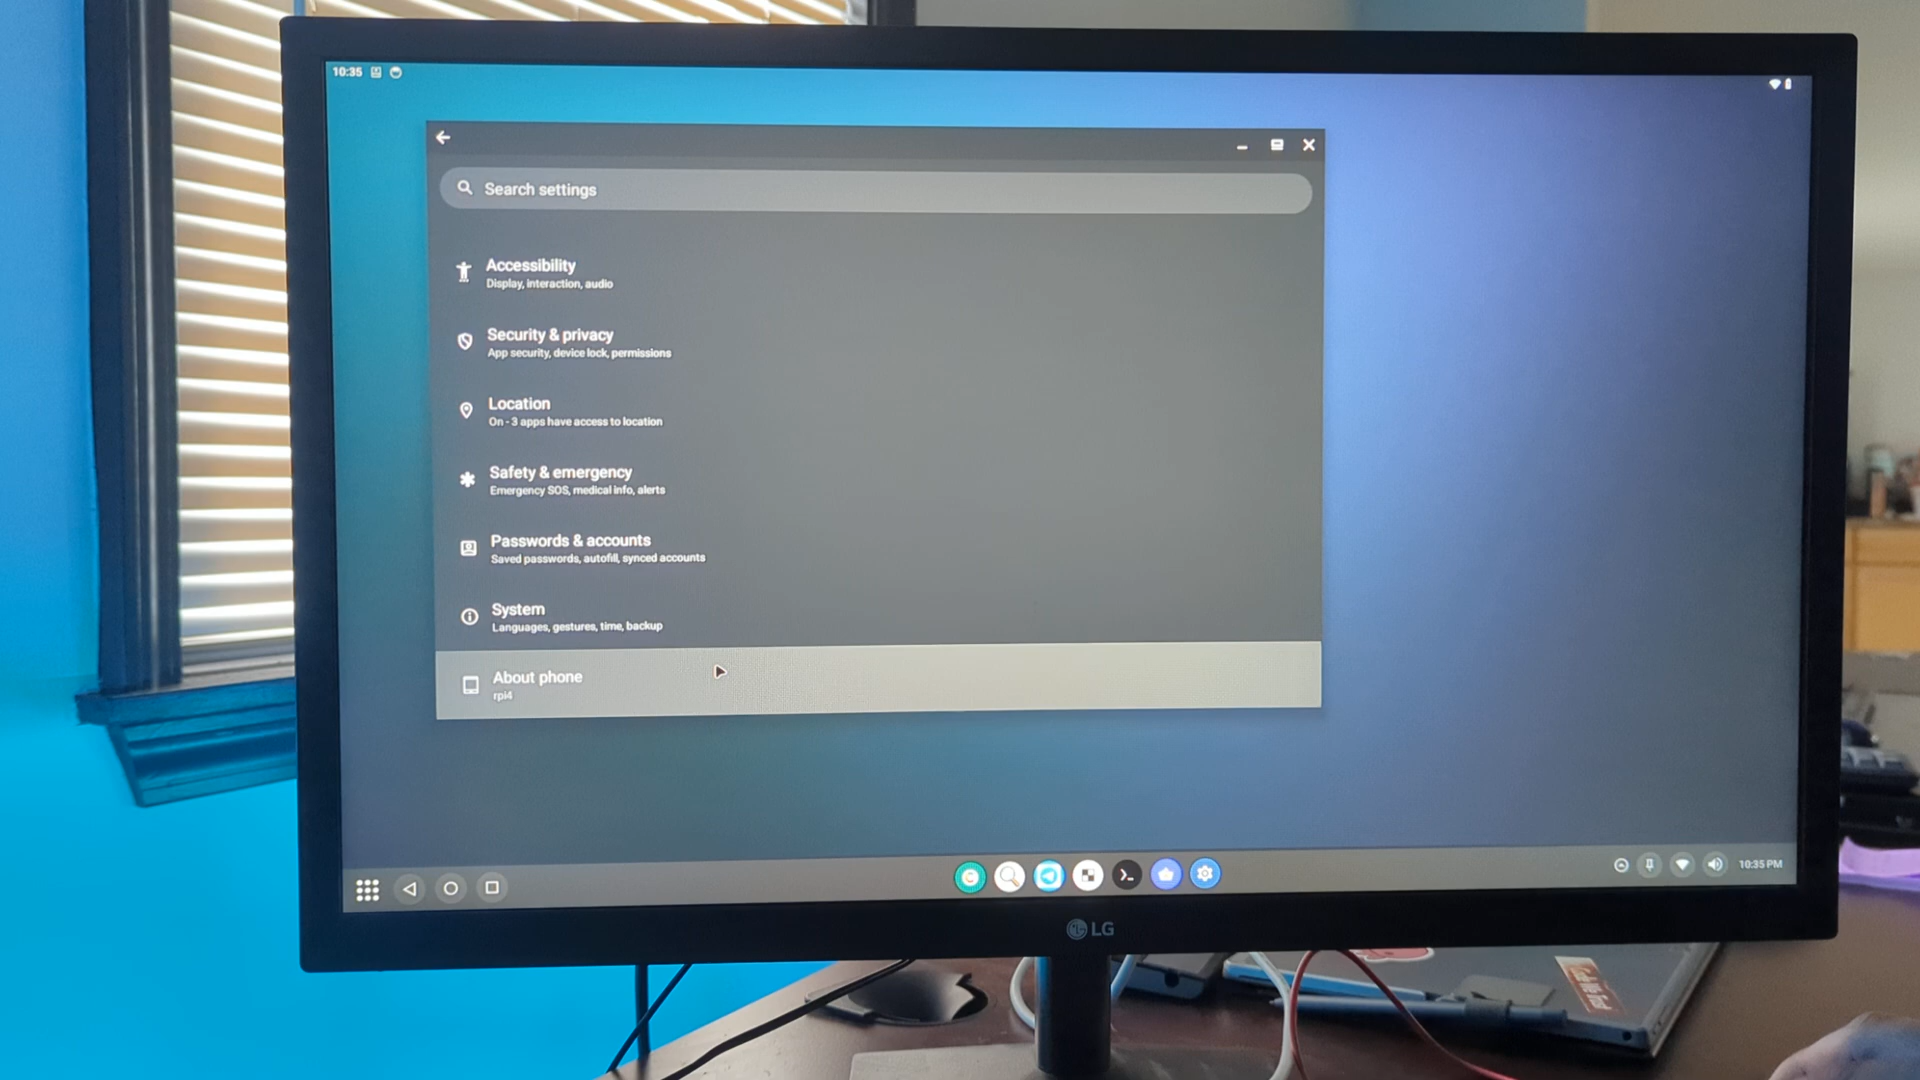 10:35
Search settings
Accessibility
Display, interaction, audio
Security & privacy
App security, device lock, permissions
Location
On - 3 apps have access to location
Safety & emergency
Emergency SOS, medical info, alerts
Passwords & accounts
Saved passwords, autofill, synced accounts
System
Languages, gestures, time, backup
About phone
rpi4
10:35 PM
LG